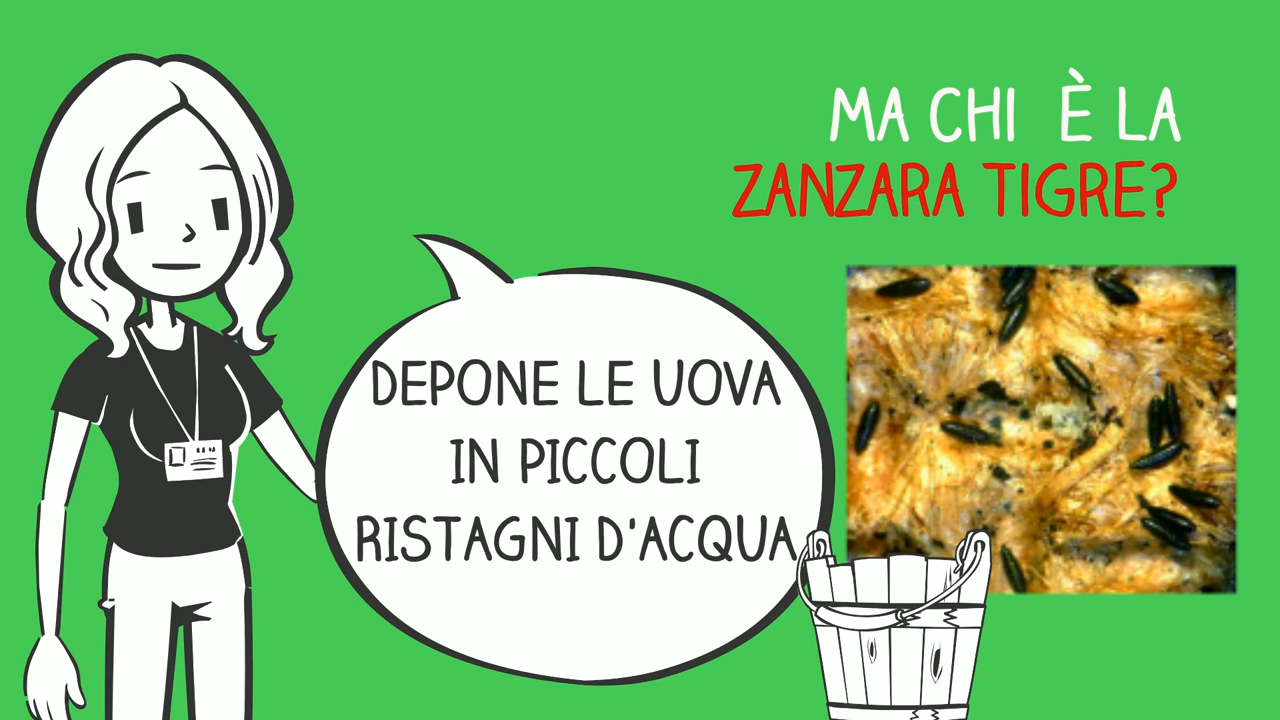 MA CHI È LA
ZANZARA TIGRE?
DEPONE LE UOVA
IN PICCOLI
RISTAGNI D'ACQUA